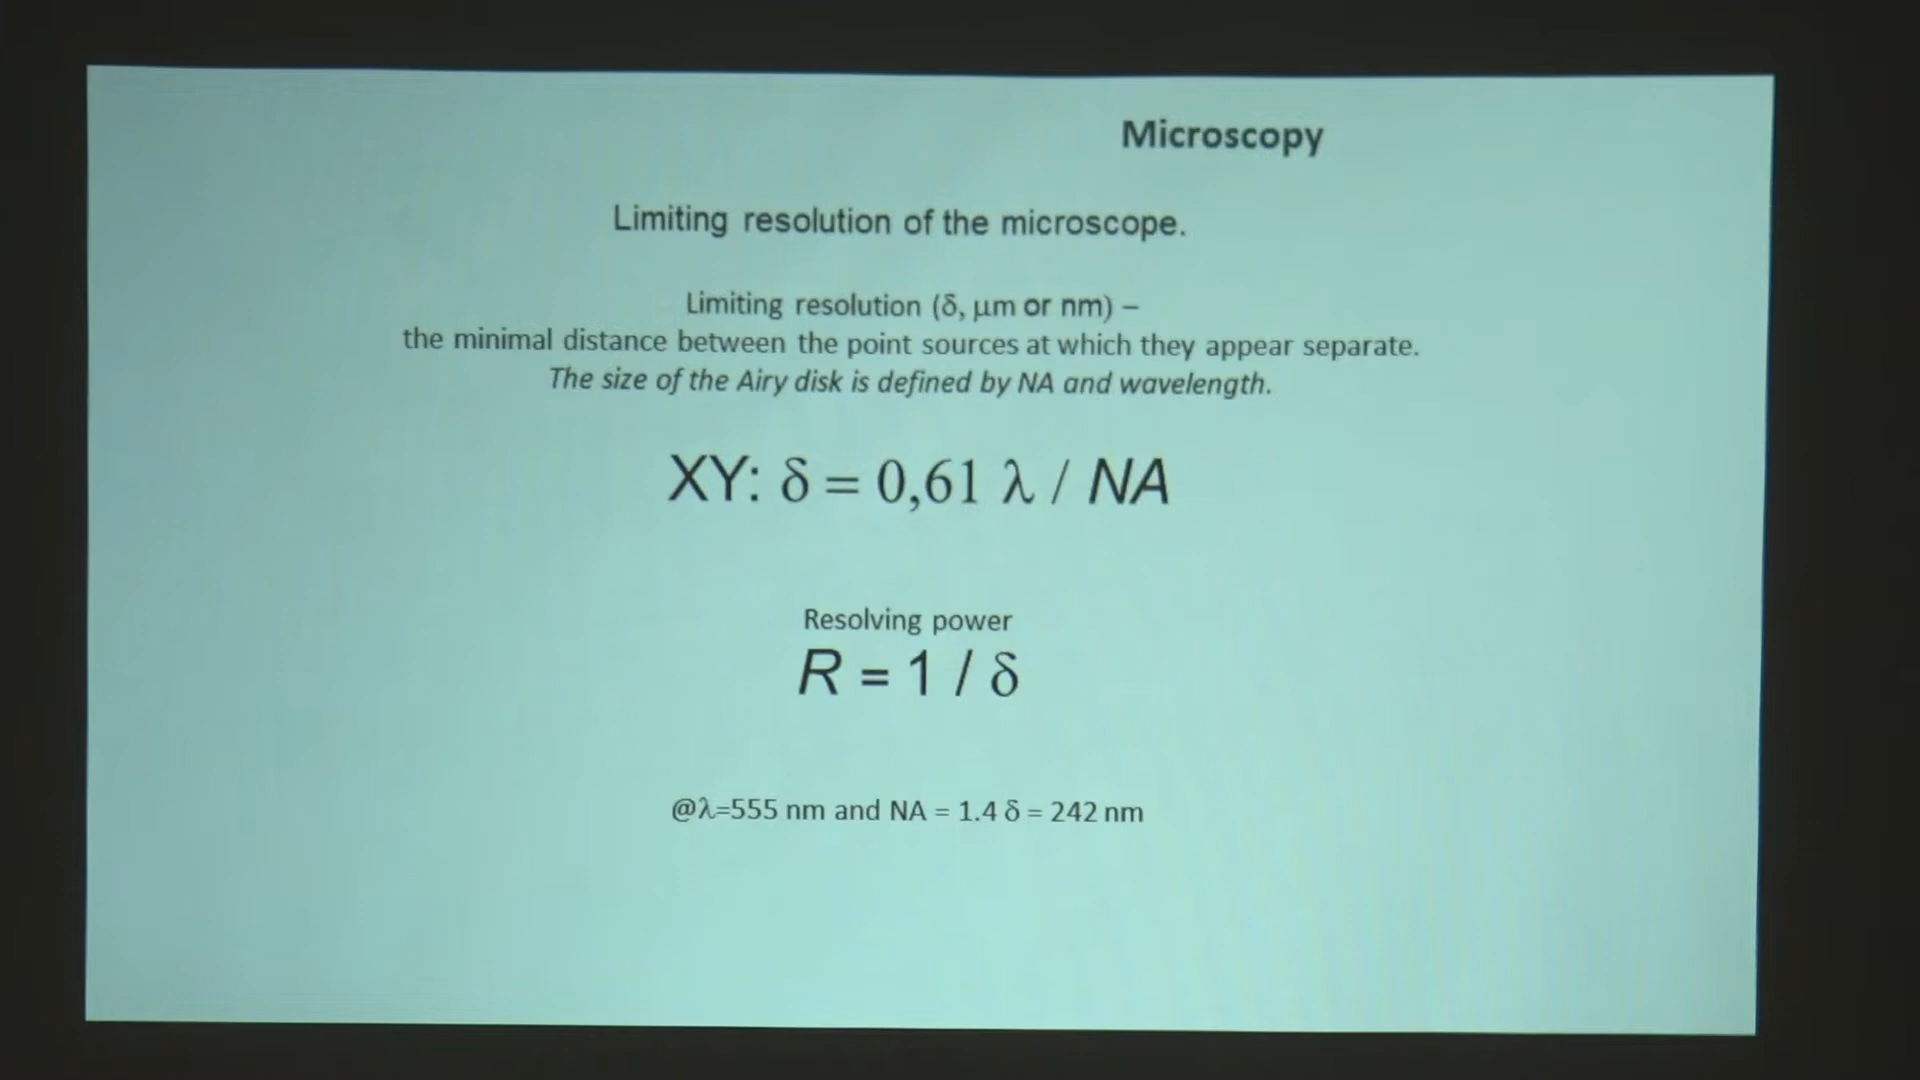 Microscopy
Limiting resolution of the microscope.
Limiting resolution (δ, μm or nm) –
the minimal distance between the point sources at which they appear separate.
The size of the Airy disk is defined by NA and wavelength.
XY: δ = 0,61 λ / NA
Resolving power
R = 1 / δ
@λ=555 nm and NA = 1.4 δ = 242 nm